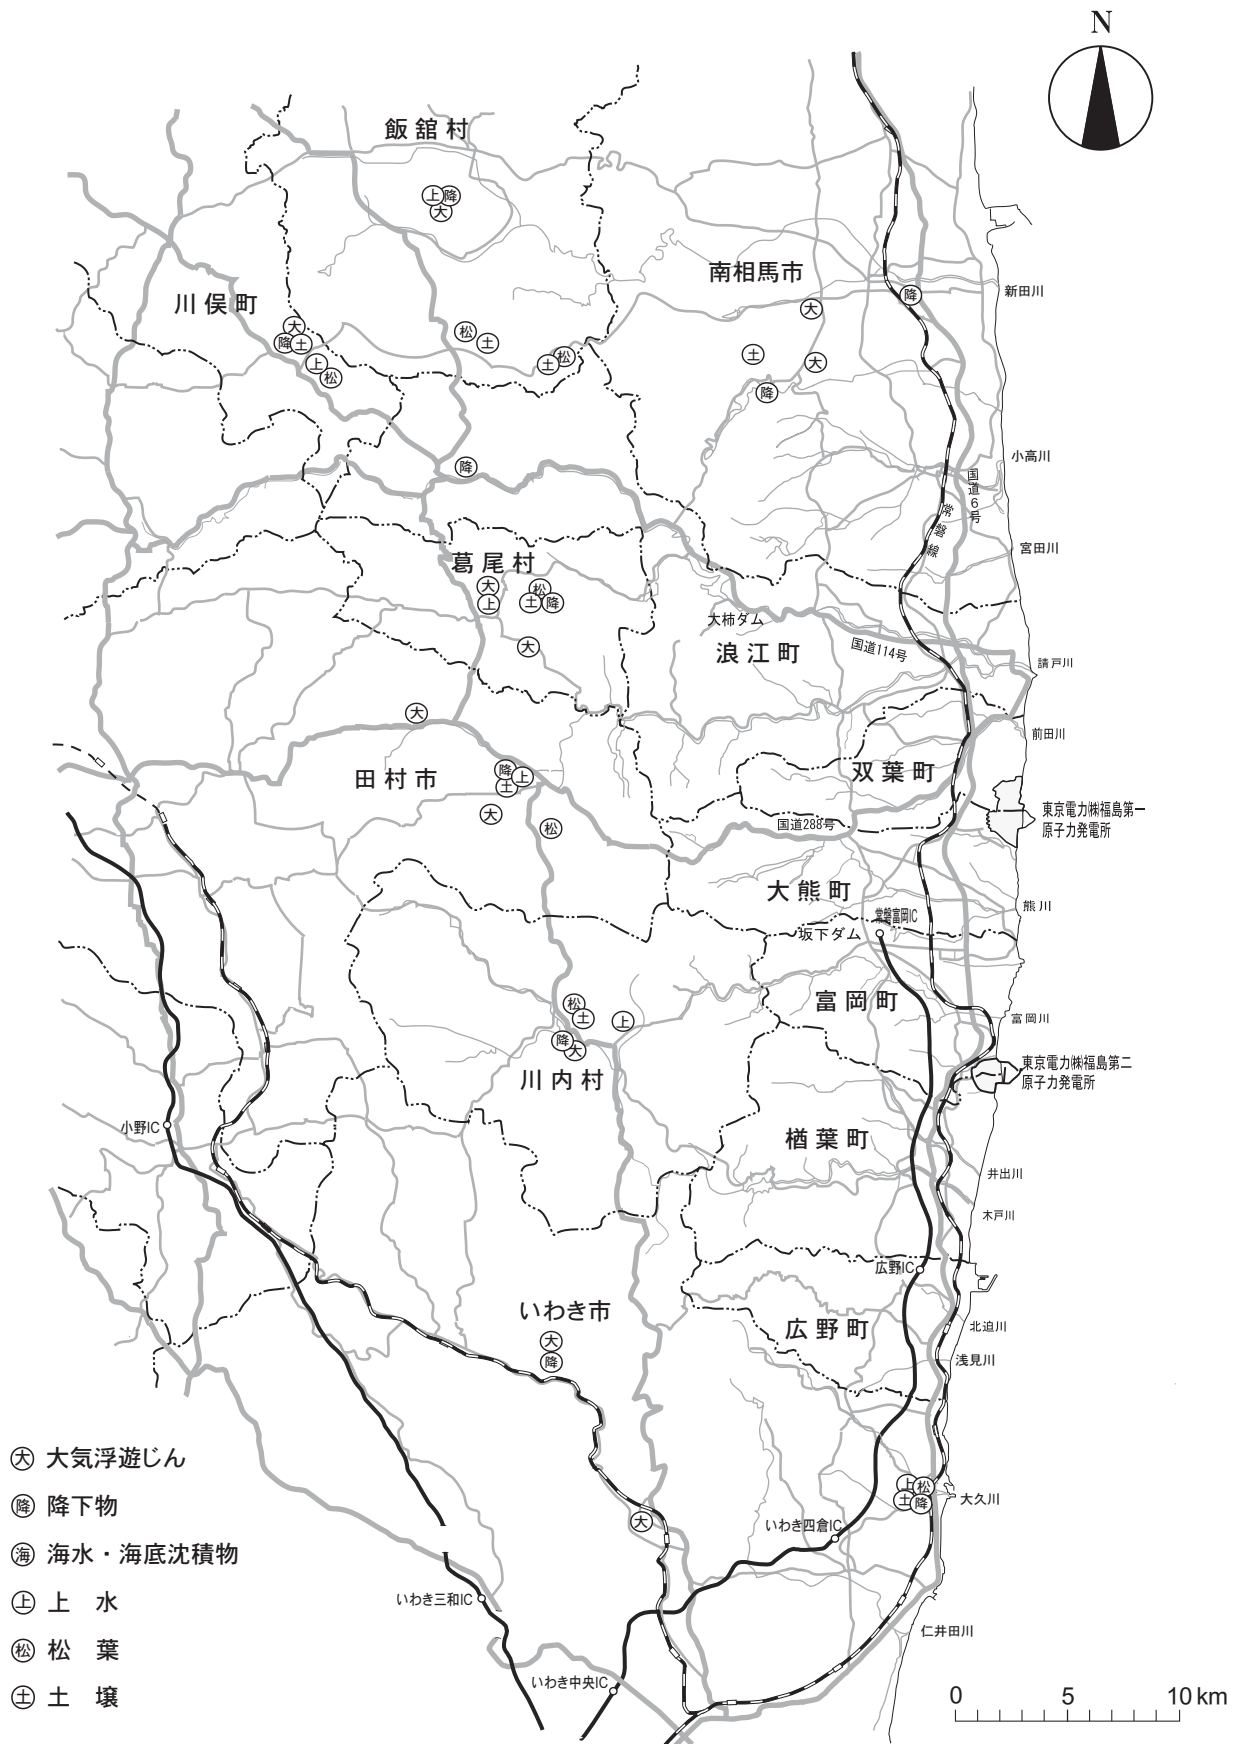 N
飯舘村
上
降
大
南相馬市
新田川
川俣町
降
大
大
降
土
松
土
上
松
土
松
土
大
降
降
小高川
国道6号
常磐線
宮田川
葛尾村
大
上
松
土
降
大
大柿ダム
浪江町
国道114号
請戸川
大
前田川
田村市
降
上
土
双葉町
東京電力㈱福島第一
原子力発電所
大
松
国道288号
大熊町
常磐富岡IC
熊川
坂下ダム
富岡町
松
土
上
富岡川
降
大
川内村
東京電力㈱福島第二
原子力発電所
小野IC
楢葉町
井出川
木戸川
広野IC
いわき市
大
降
広野町
北迫川
浅見川
大 大気浮遊じん
降 降下物
海 海水・海底沈積物
上 上 水
松 松 葉
土 土 壌
上
松
土
降
大久川
大
いわき四倉IC
いわき三和IC
仁井田川
いわき中央IC
0 5 10km